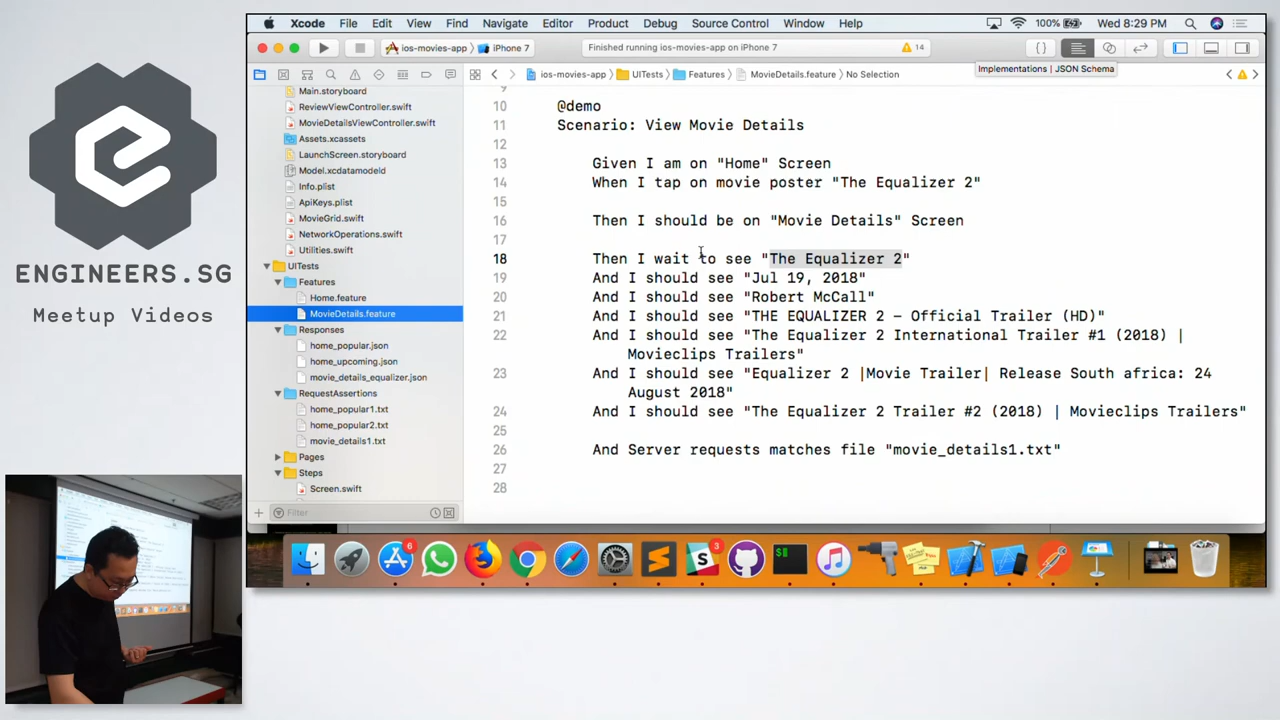 Xcode File Edit View Find Navigate Editor Product Debug Source Control Window Help 100% Wed 8:29 PM
ios-movies-app iPhone 7 Finished running ios-movies-app on iPhone 7 14
Implementations | JSON Schema
ios-movies-app UITests Features MovieDetails.feature No Selection
Main.storyboard
ReviewViewController.swift
MovieDetailsViewController.swift
Assets.xcassets
LaunchScreen.storyboard
Model.xcdatamodeld
Info.plist
ApiKeys.plist
MovieGrid.swift
NetworkOperations.swift
Utilities.swift
UITests
Features
Home.feature
MovieDetails.feature
Responses
home_popular.json
home_upcoming.json
movie_details_equalizer.json
RequestAssertions
home_popular1.txt
home_popular2.txt
movie_details1.txt
Pages
Steps
Screen.swift
Filter
9
10 @demo
11 Scenario: View Movie Details
12
13 Given I am on "Home" Screen
14 When I tap on movie poster "The Equalizer 2"
15
16 Then I should be on "Movie Details" Screen
17
18 Then I wait to see "The Equalizer 2"
19 And I should see "Jul 19, 2018"
20 And I should see "Robert McCall"
21 And I should see "THE EQUALIZER 2 – Official Trailer (HD)"
22 And I should see "The Equalizer 2 International Trailer #1 (2018) |
Movieclips Trailers"
23 And I should see "Equalizer 2 |Movie Trailer| Release South africa: 24
August 2018"
24 And I should see "The Equalizer 2 Trailer #2 (2018) | Movieclips Trailers"
25
26 And Server requests matches file "movie_details1.txt"
27
28
6
3
ENGINEERS.SG
Meetup Videos